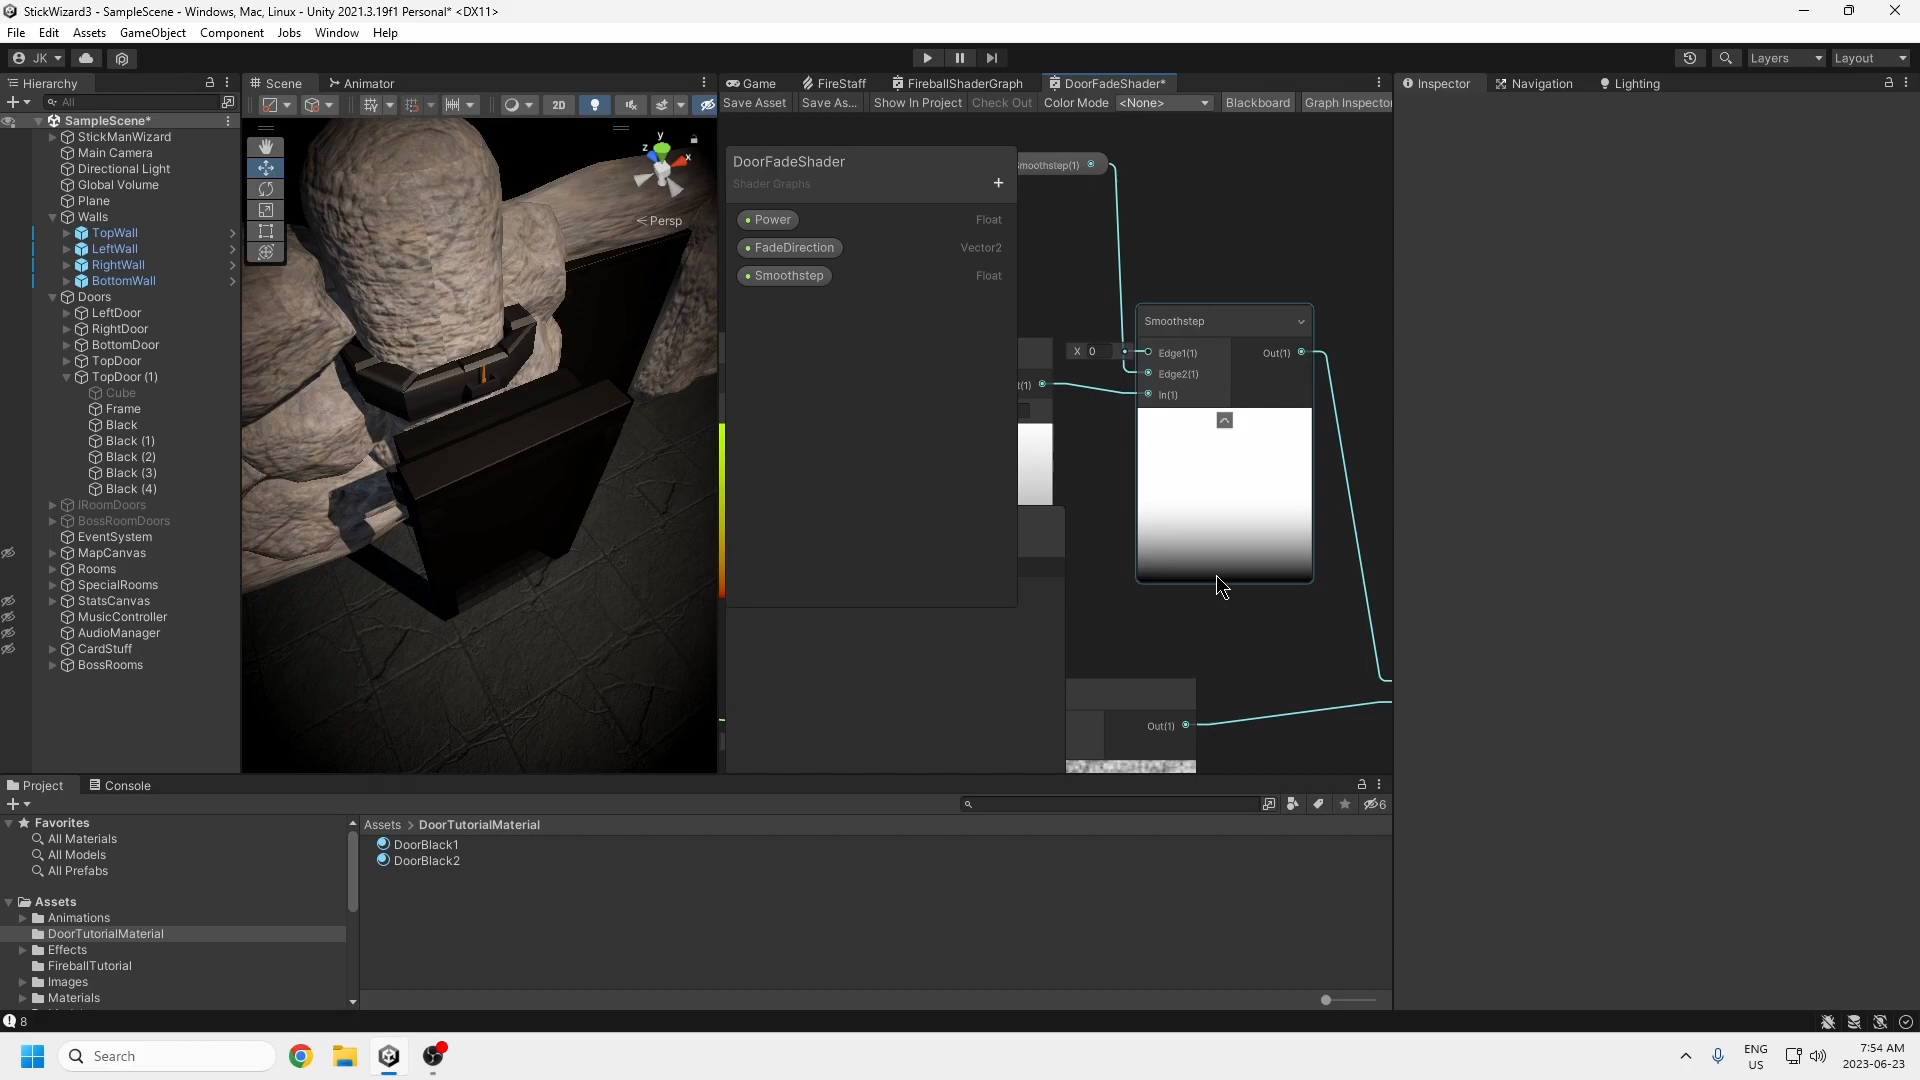 StickWizard3 - SampleScene - Windows, Mac, Linux - Unity 2021.3.19f1 Personal* <DX11>
File Edit Assets GameObject Component Jobs Window Help
JK Layers Layout
Hierarchy Scene Animator Game FireStaff FireballShaderGraph DoorFadeShader* Inspector Navigation Lighting
All 2D Save Asset Save As... Show In Project Check Out Color Mode <None> Blackboard Graph Inspector
SampleScene*
StickManWizard
Main Camera
Directional Light
Global Volume
Plane
Walls
TopWall
LeftWall
RightWall
BottomWall
Doors
LeftDoor
RightDoor
BottomDoor
TopDoor
TopDoor (1)
Cube
Frame
Black
Black (1)
Black (2)
Black (3)
Black (4)
IRoomDoors
BossRoomDoors
EventSystem
MapCanvas
Rooms
SpecialRooms
StatsCanvas
MusicController
AudioManager
CardStuff
BossRooms
y
z x
Persp
DoorFadeShader
Shader Graphs
Power Float
FadeDirection Vector2
Smoothstep Float
moothstep(1)
Smoothstep
X 0 Edge1(1) Out(1)
Edge2(1)
t(1) In(1)
Out(1)
Project Console
6
Favorites
All Materials
All Models
All Prefabs
Assets
Animations
DoorTutorialMaterial
Effects
FireballTutorial
Images
Materials
Assets > DoorTutorialMaterial
DoorBlack1
DoorBlack2
8
Search
ENG
US
7:54 AM
2023-06-23